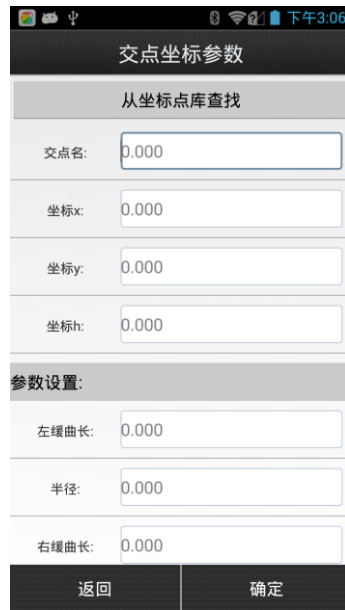 下午3:06
交点坐标参数
从坐标点库查找
交点名: 0.000
坐标x: 0.000
坐标y: 0.000
坐标h: 0.000
参数设置:
左缓曲长: 0.000
半径: 0.000
右缓曲长: 0.000
返回 确定